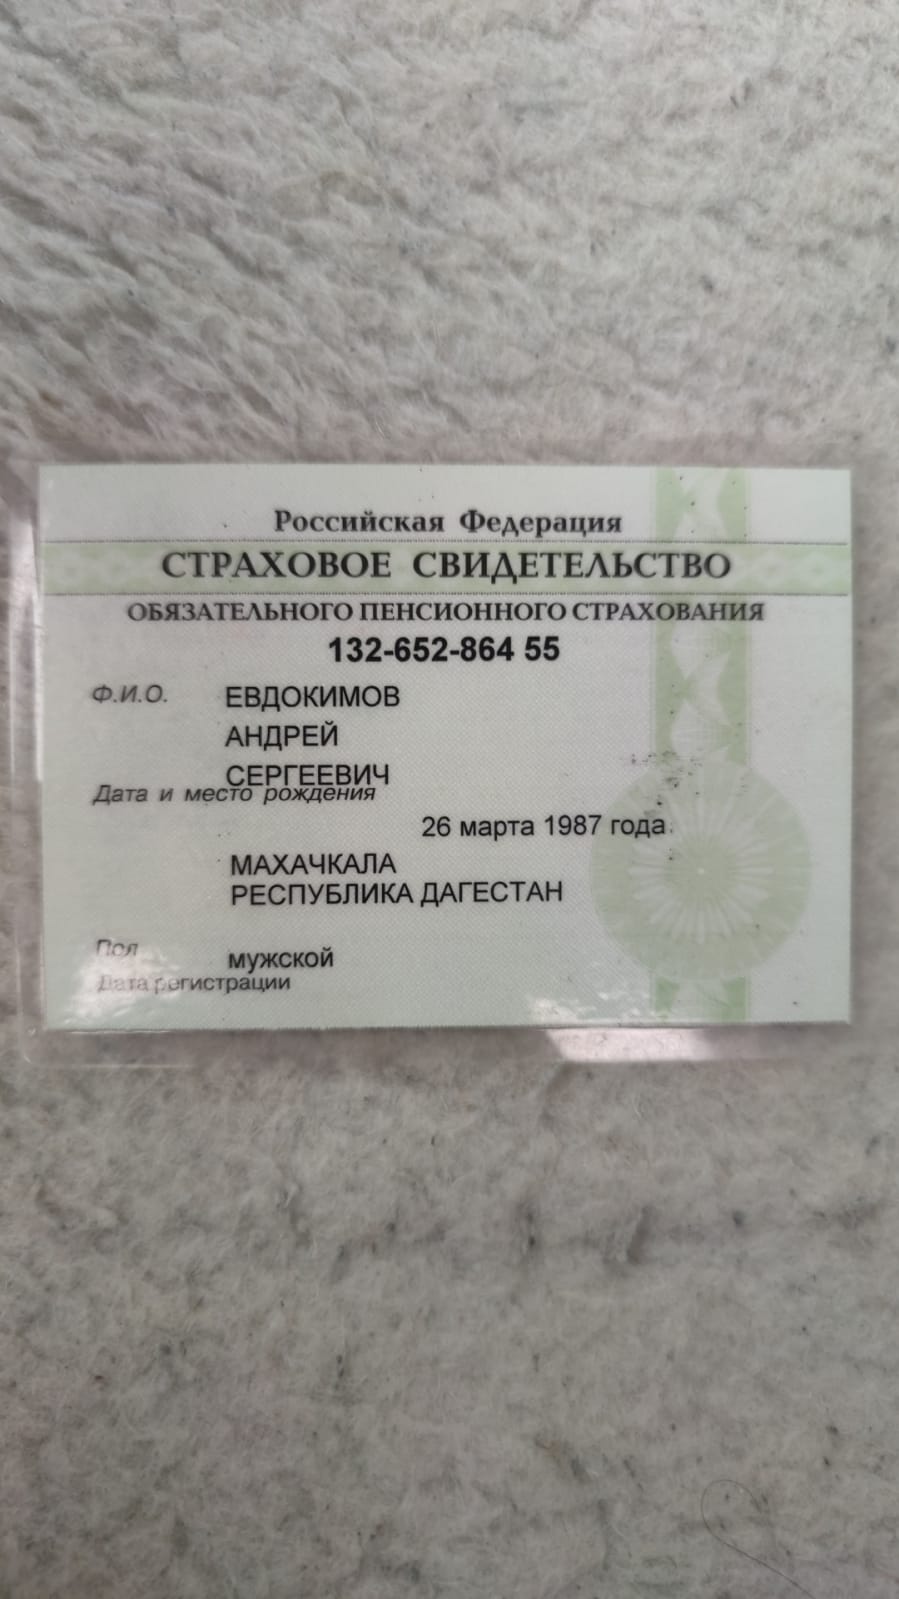 Российская Федерация
СТРАХОВОЕ СВИДЕТЕЛЬСТВО
ОБЯЗАТЕЛЬНОГО ПЕНСИОННОГО СТРАХОВАНИЯ
132-652-864 55
Ф.И.О. ЕВДОКИМОВ
АНДРЕЙ
СЕРГЕЕВИЧ
Дата и место рождения
26 марта 1987 года
МАХАЧКАЛА
РЕСПУБЛИКА ДАГЕСТАН
Пол мужской
Дата регистрации